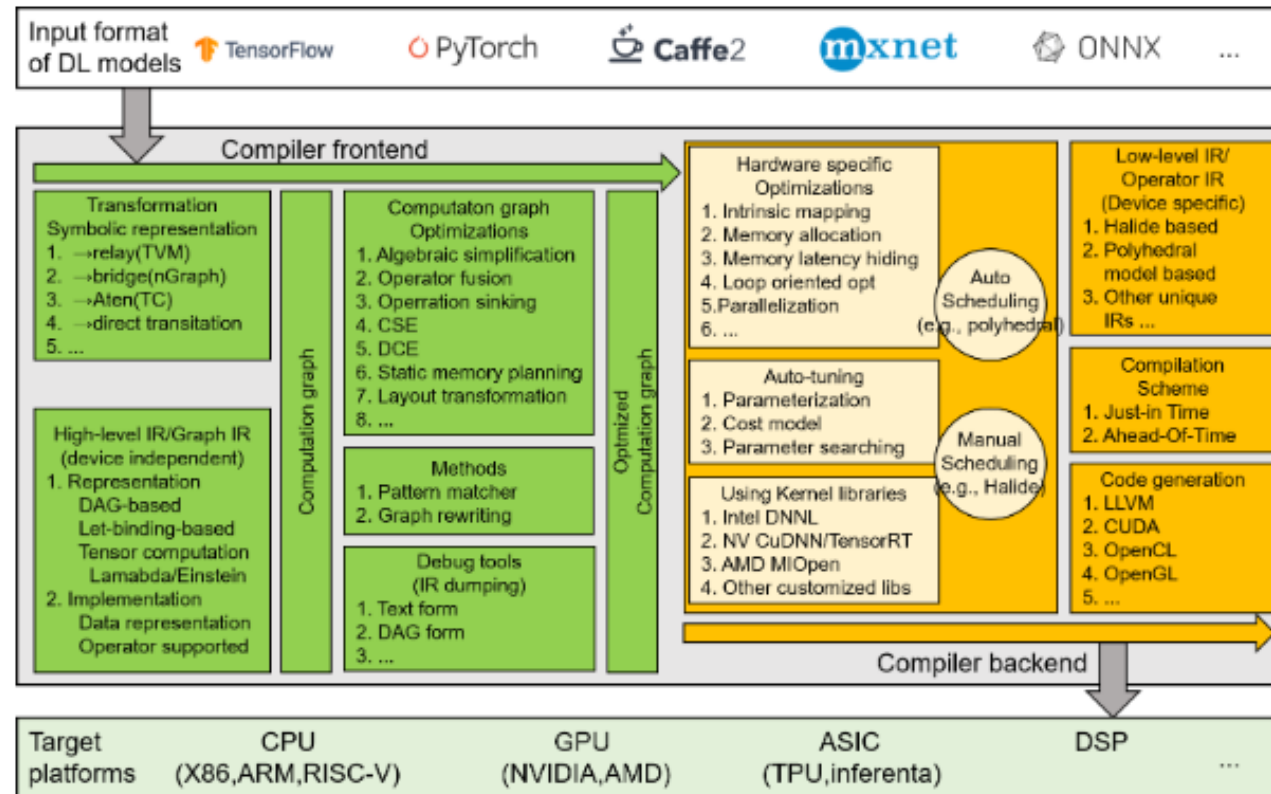 Input format
of DL models
TensorFlow
PyTorch
Caffe2
mxnet
ONNX
...
Compiler frontend
Transformation
Symbolic representation
1. →relay(TVM)
2. →bridge(nGraph)
3. →Aten(TC)
4. →direct transitation
5. ...
High-level IR/Graph IR
(device independent)
1. Representation
DAG-based
Let-binding-based
Tensor computation
Lamabda/Einstein
2. Implementation
Data representation
Operator supported
Computation graph
Computaton graph
Optimizations
1. Algebraic simplification
2. Operator fusion
3. Operration sinking
4. CSE
5. DCE
6. Static memory planning
7. Layout transformation
8. ...
Methods
1. Pattern matcher
2. Graph rewriting
Debug tools
(IR dumping)
1. Text form
2. DAG form
3. ...
Optmized
Computation graph
Hardware specific
Optimizations
1. Intrinsic mapping
2. Memory allocation
3. Memory latency hiding
4. Loop oriented opt
5.Parallelization
6. ...
Auto-tuning
1. Parameterization
2. Cost model
3. Parameter searching
Using Kernel libraries
1. Intel DNNL
2. NV CuDNN/TensorRT
3. AMD MIOpen
4. Other customized libs
Auto
Scheduling
(e.g., polyhedral)
Manual
Scheduling
(e.g., Halide)
Low-level IR/
Operator IR
(Device specific)
1. Halide based
2. Polyhedral
model based
3. Other unique
IRs ...
Compilation
Scheme
1. Just-in Time
2. Ahead-Of-Time
Code generation
1. LLVM
2. CUDA
3. OpenCL
4. OpenGL
5. ...
Compiler backend
Target
platforms
CPU
(X86,ARM,RISC-V)
GPU
(NVIDIA,AMD)
ASIC
(TPU,inferenta)
DSP
...